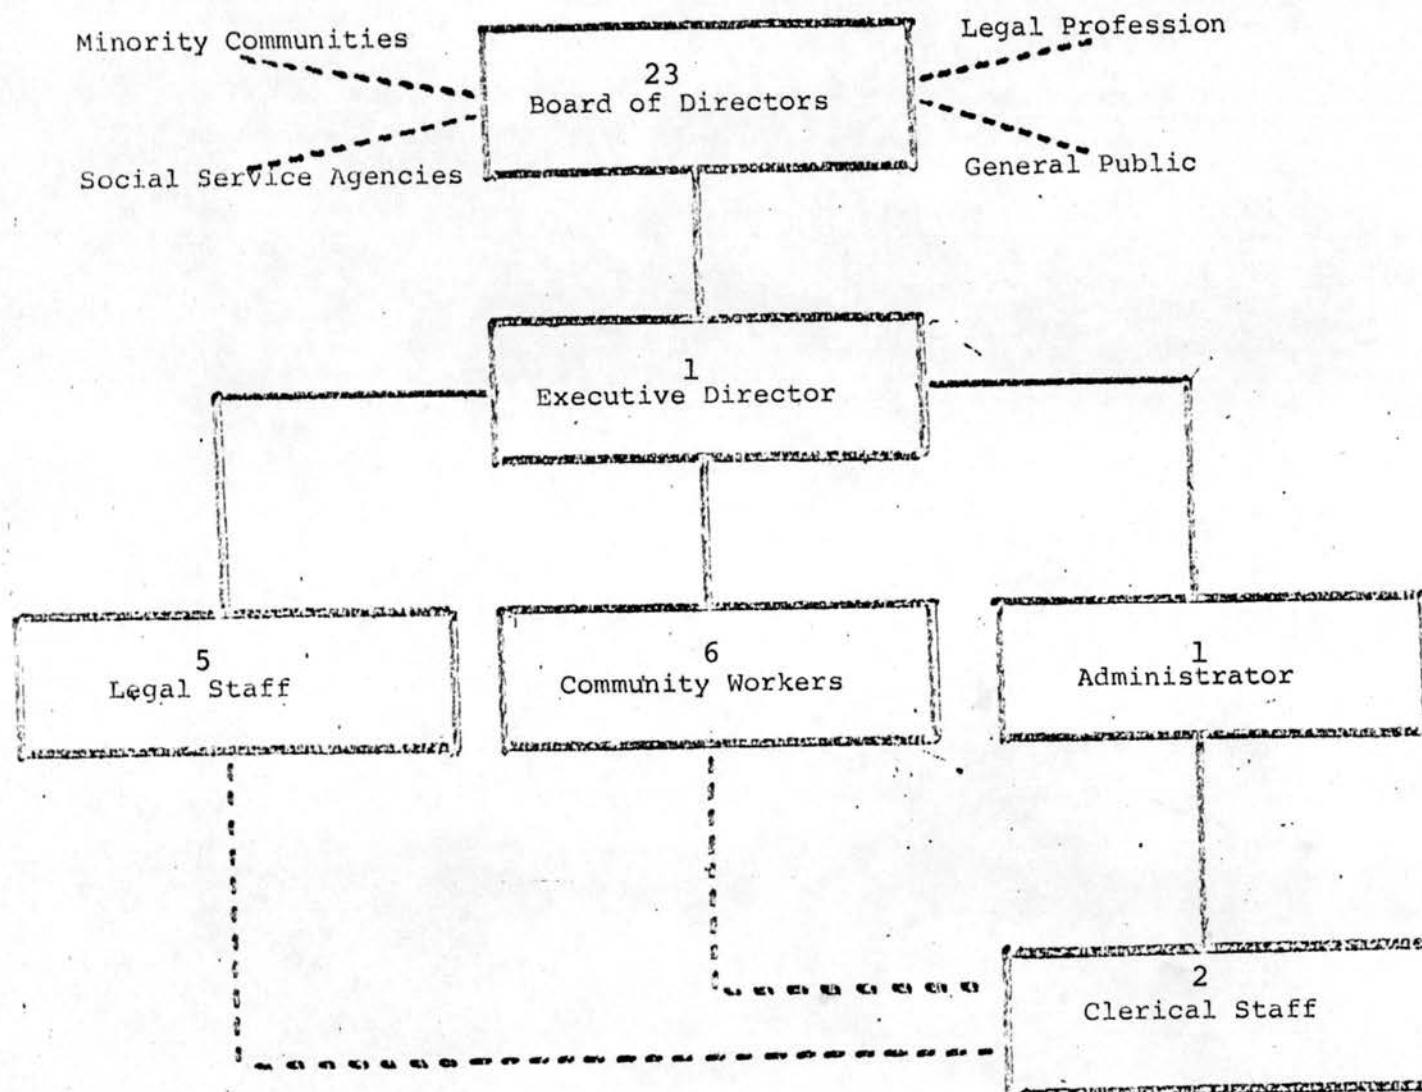 Minority Communities
Legal Profession
23
Board of Directors
Social Service Agencies
General Public
1
Executive Director
5
Legal Staff
6
Community Workers
1
Administrator
2
Clerical Staff